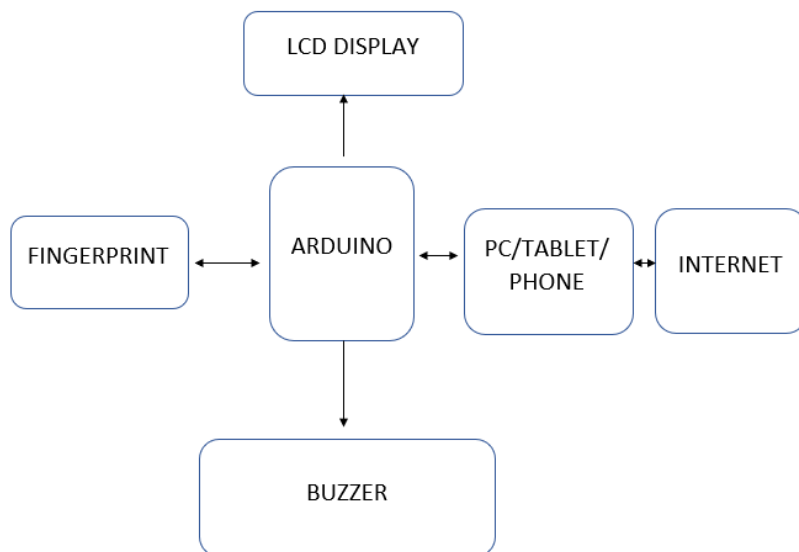 LCD DISPLAY
FINGERPRINT
ARDUINO
PC/TABLET/
PHONE
INTERNET
BUZZER